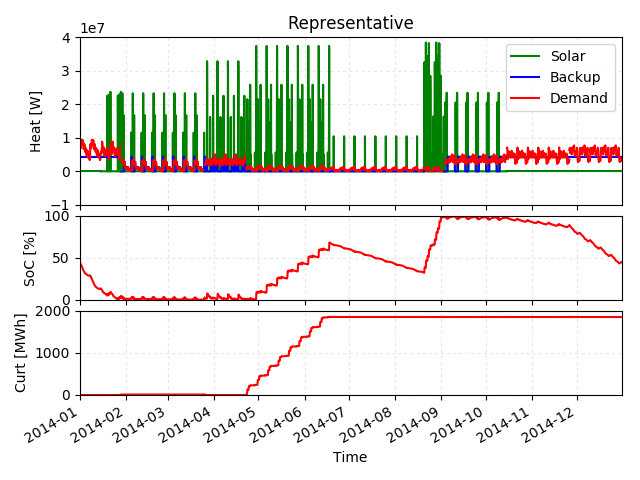 Representative
1e7
4
3
2
1
0
−1
Heat [W]
Solar
Backup
Demand
100
50
0
SoC [%]
2000
1000
0
Curt [MWh]
2014-01
2014-02
2014-03
2014-04
2014-05
2014-06
2014-07
2014-08
2014-09
2014-10
2014-11
2014-12
Time